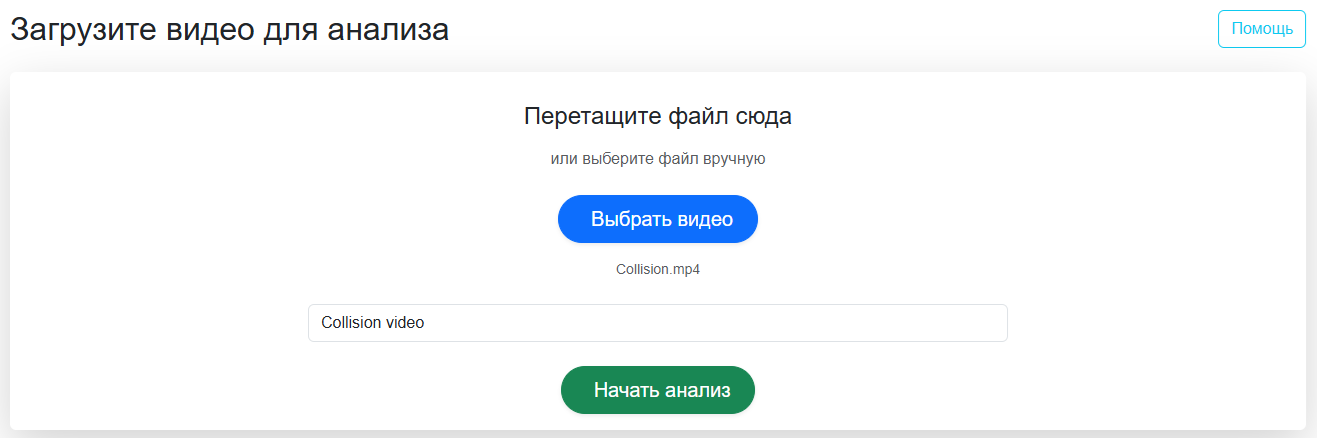 Загрузите видео для анализа
Помощь
Перетащите файл сюда
или выберите файл вручную
Выбрать видео
Collision.mp4
Collision video
Начать анализ